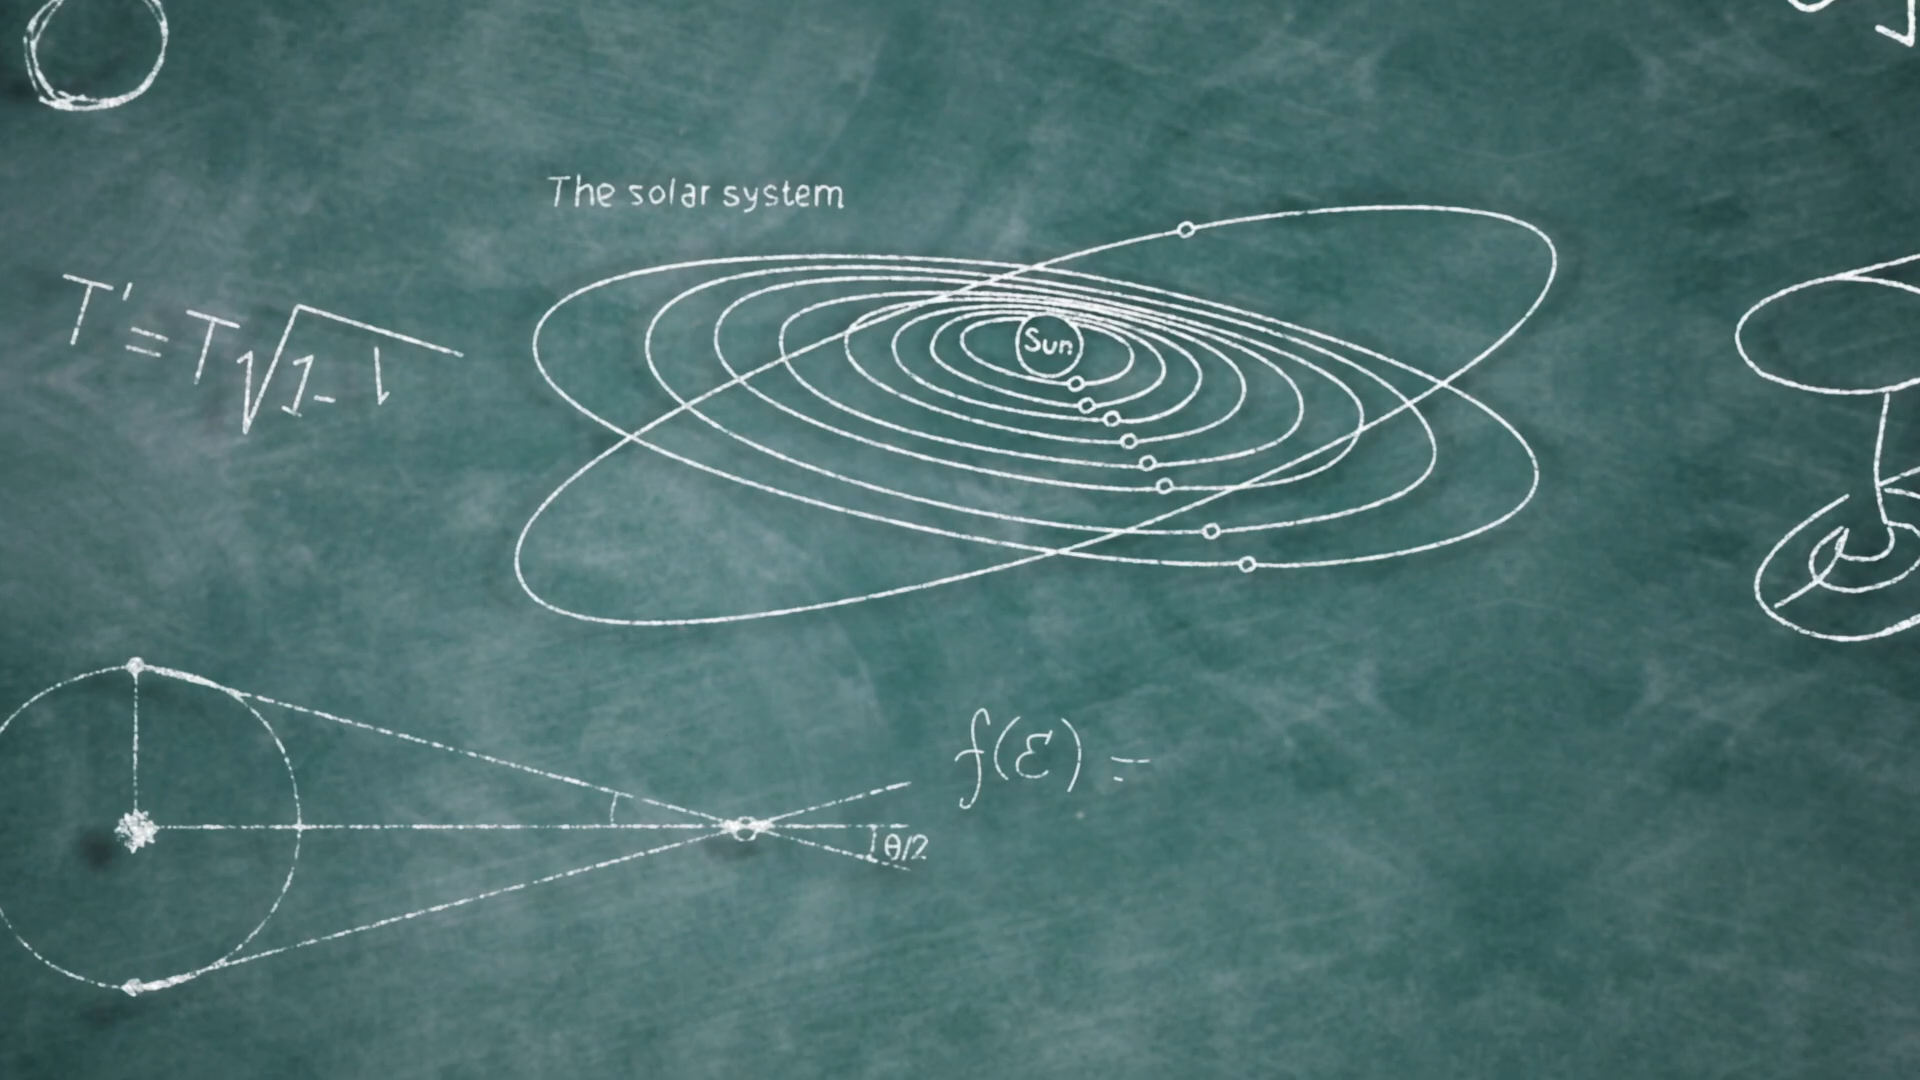 The solar system
T' = T√1-
Sun
f(ε) =
θ/2